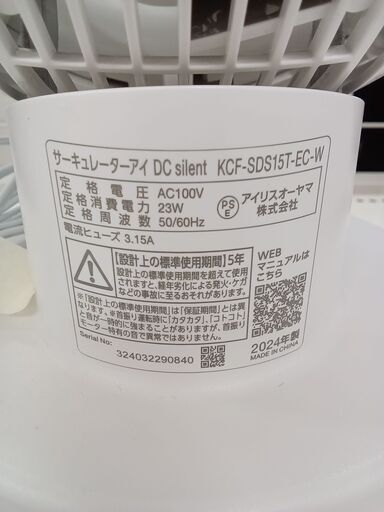 サーキュレーターアイ DC silent KCF-SDS15T-EC-W
定格電圧 AC100V
定格消費電力 23W
定格周波数 50/60Hz
電流ヒューズ 3.15A
PS
E
アイリスオーヤマ
株式会社
【設計上の標準使用期間】5年
設計上の標準使用期間を超えて使用
されますと、経年劣化による発火・ケガ
などの事故に至るおそれがあります。
※「設計上の標準使用期間」は「保証期間」とは異
なります。※首振り運転時に「カタカタ」、「コトコト」
と音が一時的に強まることがありますが、首振り
モーター特有の音で異常ではありません。
WEB
マニュアルは
こちら
Serial No: 324032290840
2024年製
MADE IN CHINA